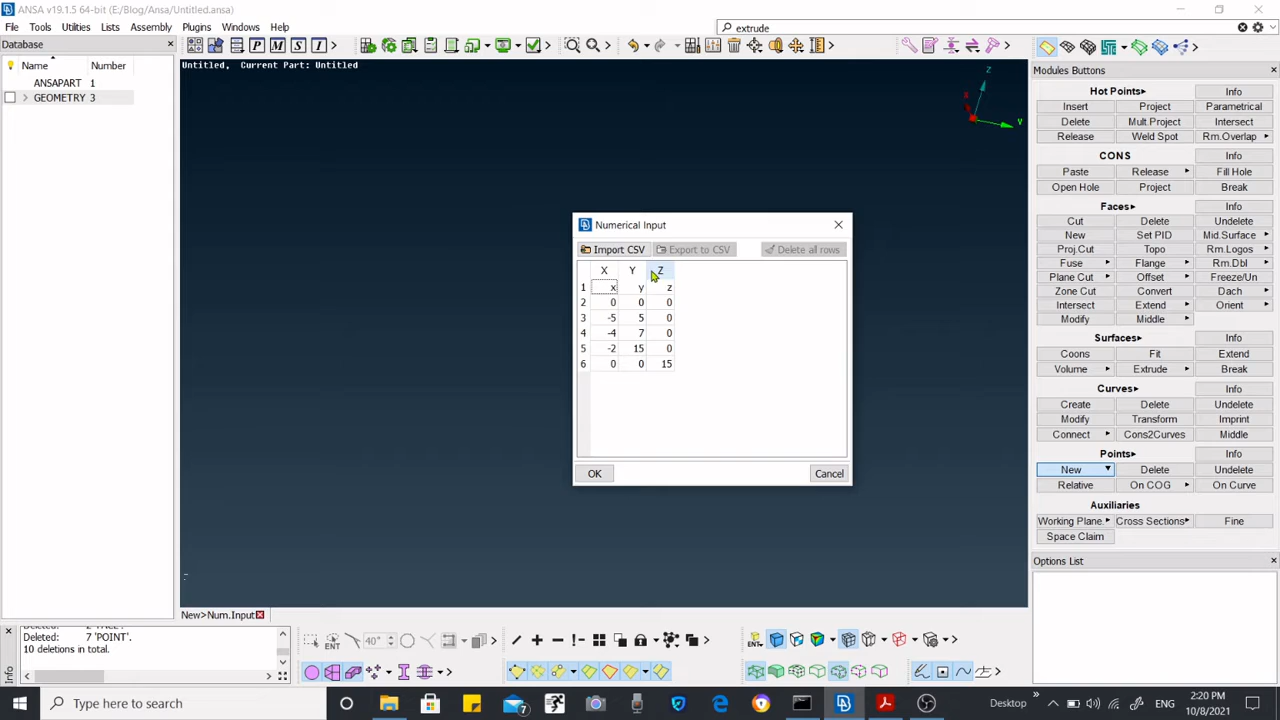 ANSA v19.1.5 64-bit (E:/Blog/Ansa/Untitled.ansa)
File Tools Utilities Lists Assembly Plugins Windows Help
extrude
Database
Modules Buttons
Name Number
ANSAPART 1
GEOMETRY 3
Untitled, Current Part: Untitled
Z
X
Y
Numerical Input
Import CSV Export to CSV Delete all rows
X Y Z
1 x y z
2 0 0 0
3 -5 5 0
4 -4 7 0
5 -2 15 0
6 0 0 15
OK Cancel
Hot Points Info
Insert Project Parametrical
Delete Mult Project Intersect
Release Weld Spot Rm.Overlap
CONS Info
Paste Release Fill Hole
Open Hole Project Break
Faces Info
Cut Delete Undelete
New Set PID Mid.Surface
Proj.Cut Topo Rm.Logos
Fuse Flange Rm.Dbl
Plane Cut Offset Freeze/Un
Zone Cut Convert Dach
Intersect Extend Orient
Modify Middle
Surfaces Info
Coons Fit Extend
Volume Extrude Break
Curves Info
Create Delete Undelete
Modify Transform Imprint
Connect Cons2Curves Middle
Points Info
New Delete Undelete
Relative On COG On Curve
Auxiliaries
Working Plane. Cross Sections Fine
Space Claim
Options List
New>Num.Input
Deleted: 7 'POINT'.
10 deletions in total.
Info
ENT 40° ENT
Type here to search
7
Desktop
ENG
2:20 PM
10/8/2021